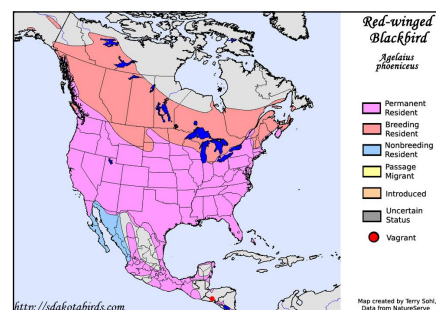 Red-winged
Blackbird
Agelaius
phoeniceus
Permanent
Resident
Breeding
Resident
Nonbreeding
Resident
Passage
Migrant
Introduced
Uncertain
Status
Vagrant
http://sdakotabirds.com
Map created by Terry Sohl,
Data from NatureServe